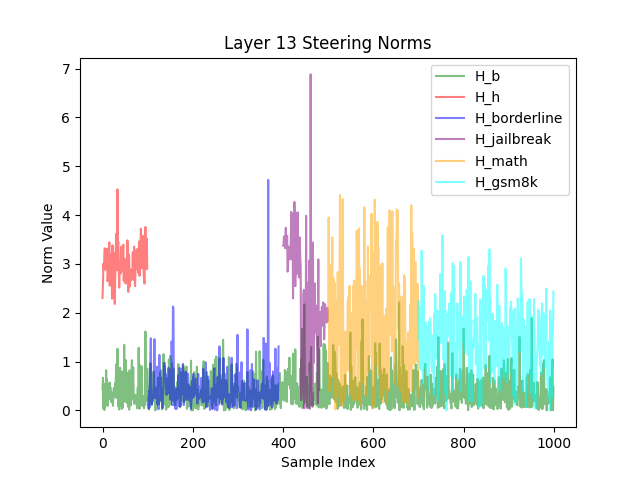 Layer 13 Steering Norms
Norm Value
7
6
5
4
3
2
1
0
H_b
H_h
H_borderline
H_jailbreak
H_math
H_gsm8k
0 200 400 600 800 1000
Sample Index